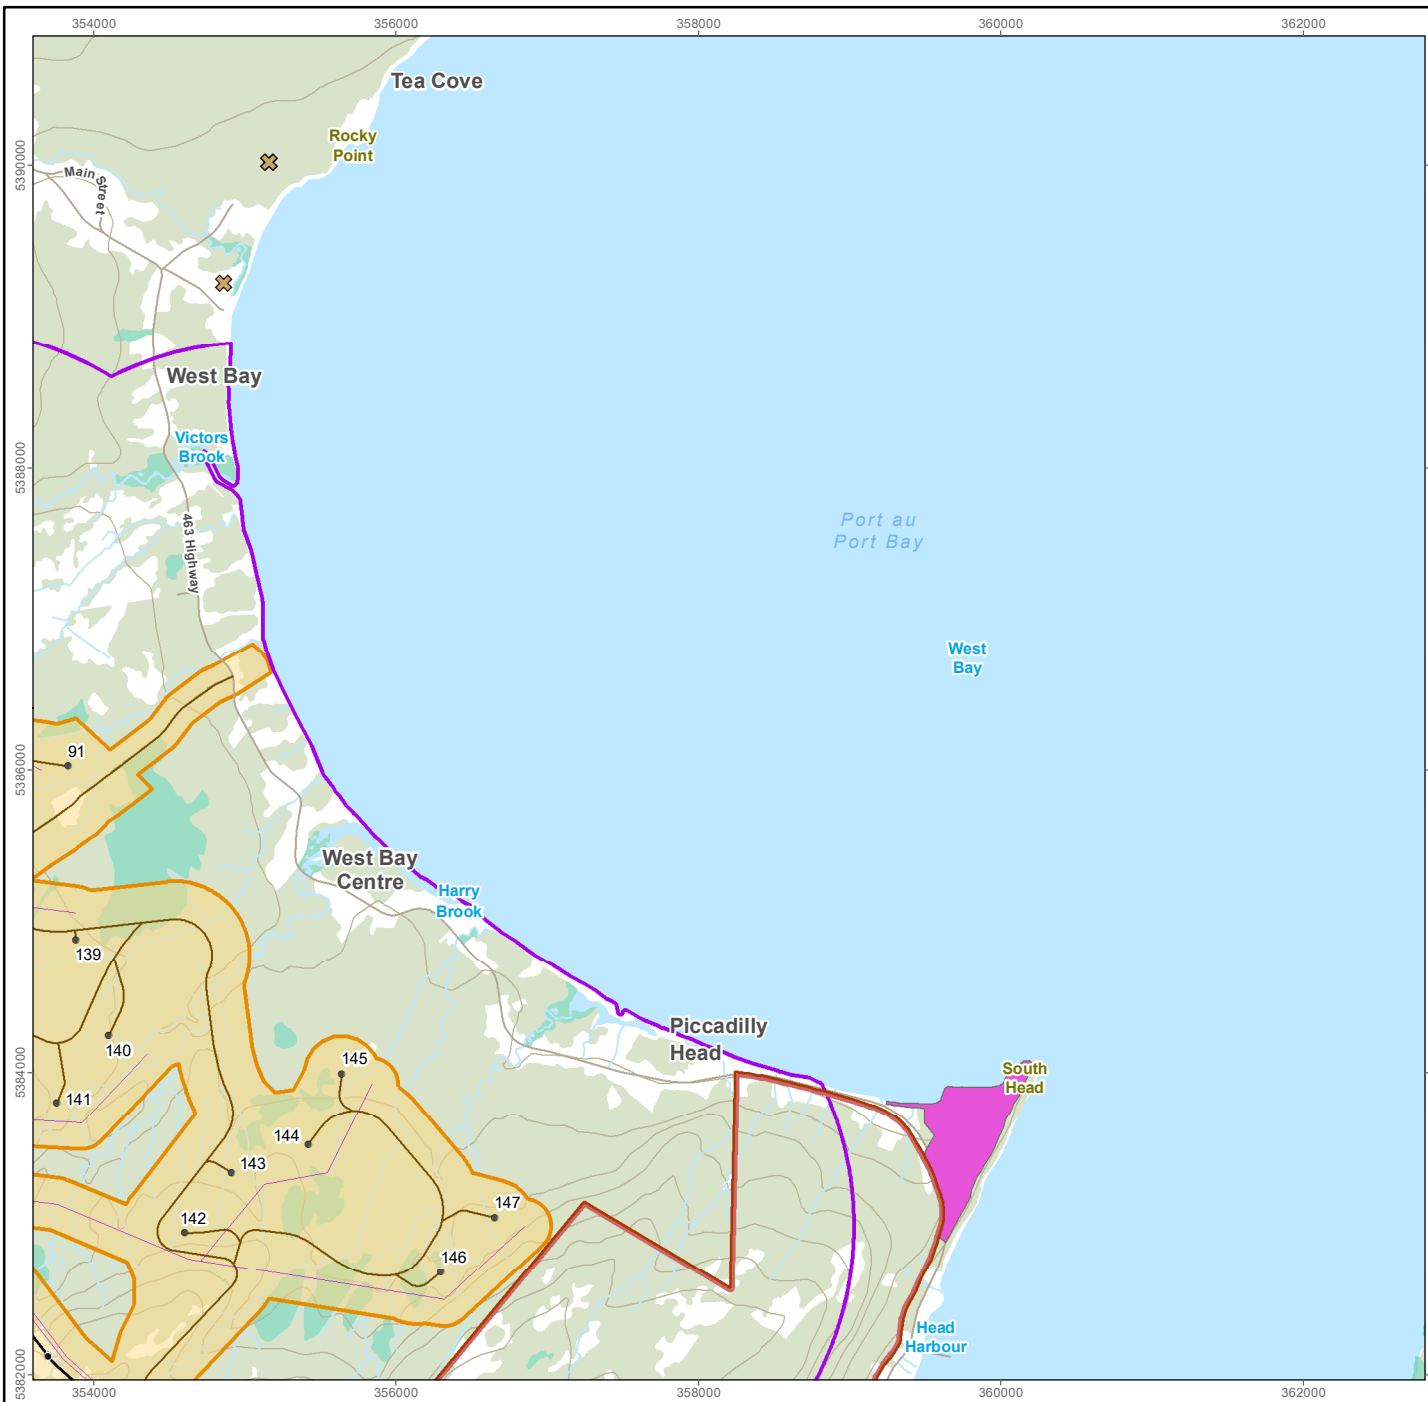 354000
356000
358000
360000
362000
Tea Cove
Rocky
Point
5390000
Main Street
West Bay
Victors
Brook
5388000
463 Highway
Port au
Port Bay
West
Bay
91
5386000
West Bay
Centre
Harry
Brook
139
140
Piccadilly
Head
145
5384000
South
Head
141
144
143
147
142
146
Head
Harbour
5382000
354000
356000
358000
360000
362000